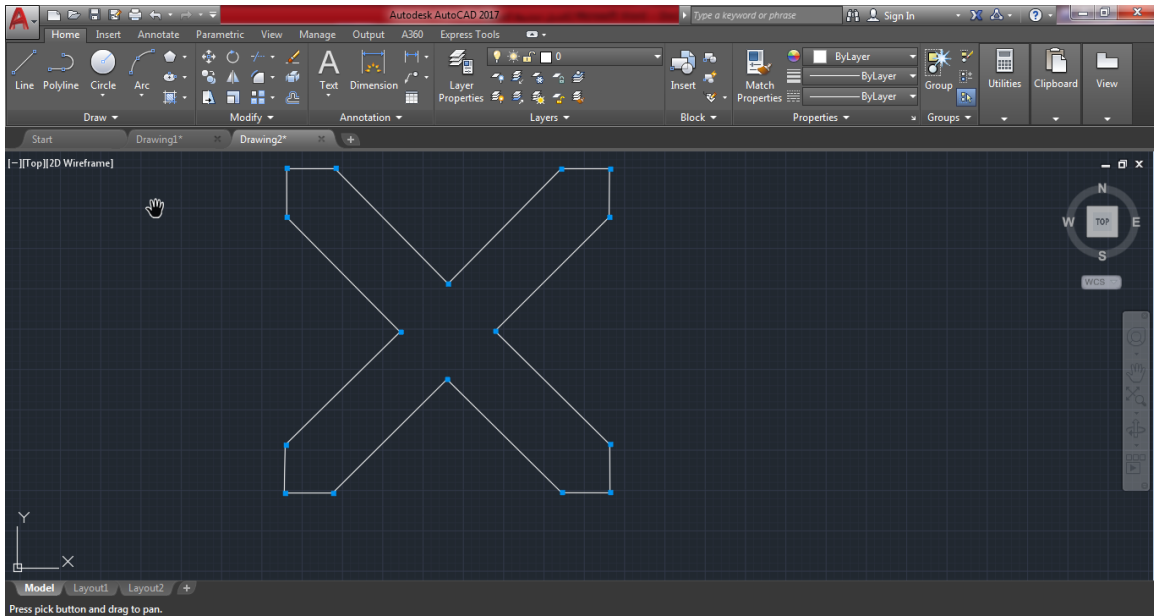 Autodesk AutoCAD 2017
Type a keyword or phrase
Sign In
Home Insert Annotate Parametric View Manage Output A360 Express Tools
Line Polyline Circle Arc
Text Dimension
Layer Properties
0
Insert
Match Properties
ByLayer
ByLayer
ByLayer
Group
Utilities Clipboard View
Draw Modify Annotation Layers Block Properties Groups
Start Drawing1* Drawing2*
[−][Top][2D Wireframe]
N
W TOP E
S
WCS
Y
X
Model Layout1 Layout2 +
Press pick button and drag to pan.